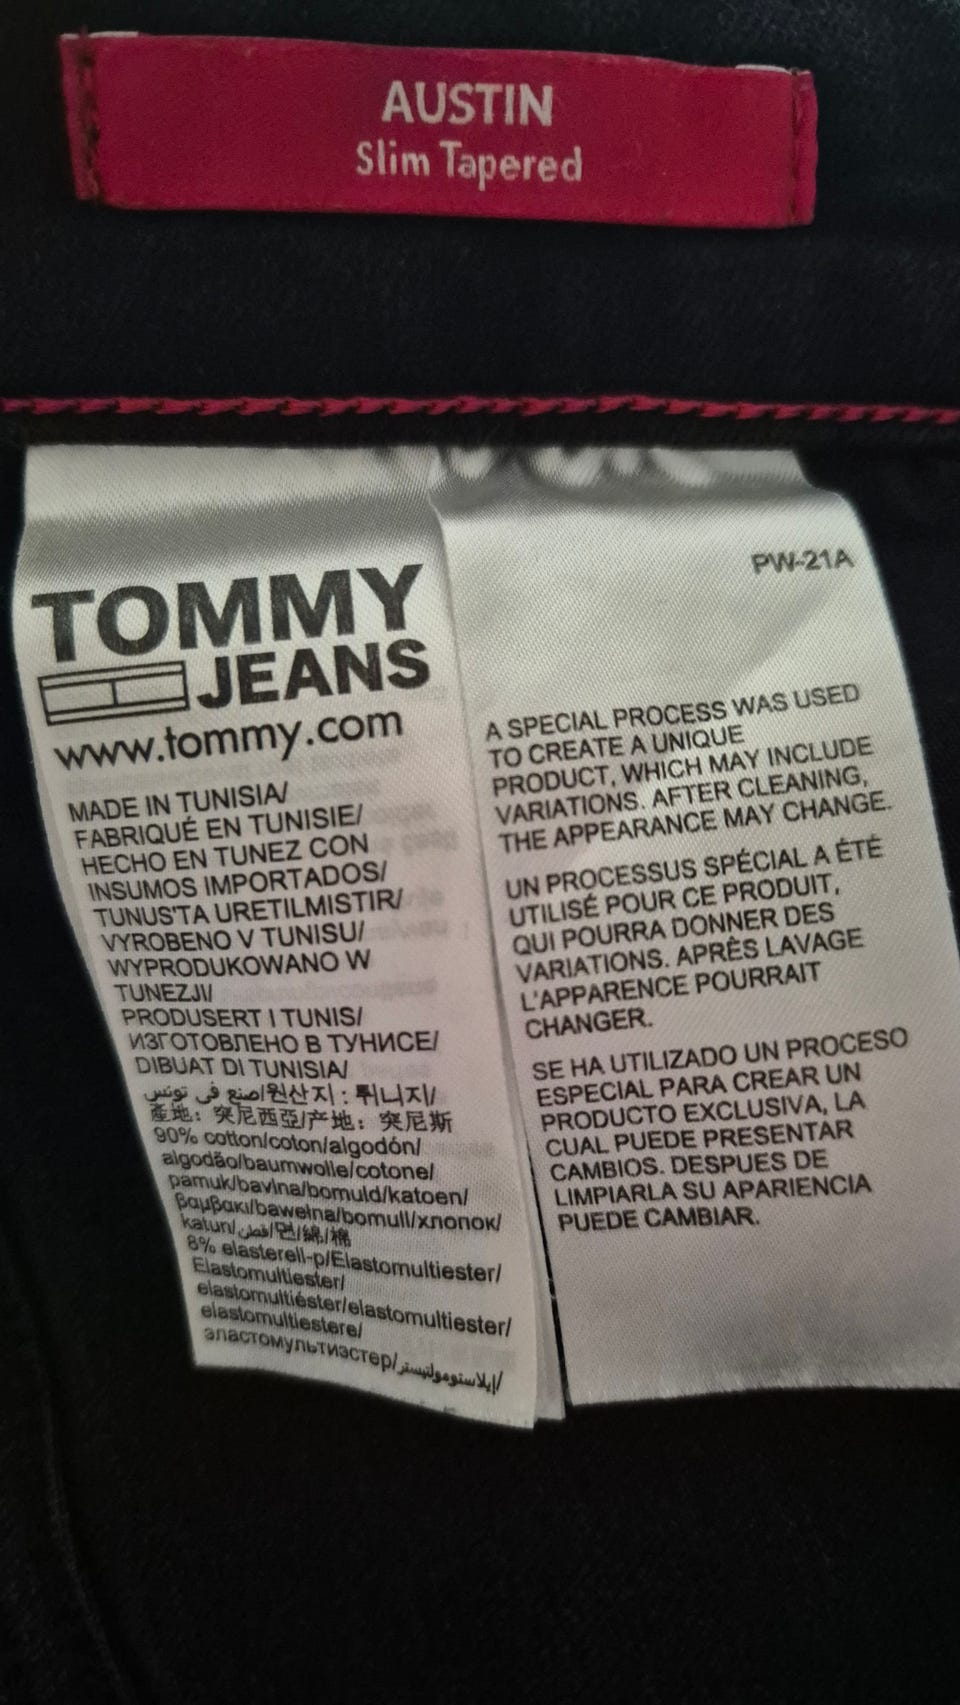 AUSTIN
Slim Tapered
TOMMY
JEANS
www.tommy.com
MADE IN TUNISIA/
FABRIQUÉ EN TUNISIE/
HECHO EN TUNEZ CON
INSUMOS IMPORTADOS/
TUNUS'TA URETILMISTIR/
VYROBENO V TUNISU/
WYPRODUKOWANO W
TUNEZJI/
PRODUSERT I TUNIS/
ИЗГОТОВЛЕНО В ТУНИСЕ/
DIBUAT DI TUNISIA/
صنع في تونس/원산지 : 튀니지/
產地：突尼西亞/产地：突尼斯
90% cotton/coton/algodón/
algodão/baumwolle/cotone/
pamuk/bavlna/bomuld/katoen/
βαμβακι/bawełna/bomull/хлопок/
katun/قطن/면/綿/棉
8% elasterell-p/Elastomultiester/
Elastomultiester/
elastomultiéster/elastomultiester/
elastomultiestere/
эластомультиэстер/إيلاستومولتيستر/
PW-21A
A SPECIAL PROCESS WAS USED
TO CREATE A UNIQUE
PRODUCT, WHICH MAY INCLUDE
VARIATIONS. AFTER CLEANING,
THE APPEARANCE MAY CHANGE.
UN PROCESSUS SPÉCIAL A ÉTÉ
UTILISÉ POUR CE PRODUIT,
QUI POURRA DONNER DES
VARIATIONS. APRÈS LAVAGE
L'APPARENCE POURRAIT
CHANGER.
SE HA UTILIZADO UN PROCESO
ESPECIAL PARA CREAR UN
PRODUCTO EXCLUSIVA, LA
CUAL PUEDE PRESENTAR
CAMBIOS. DESPUES DE
LIMPIARLA SU APARIENCIA
PUEDE CAMBIAR.